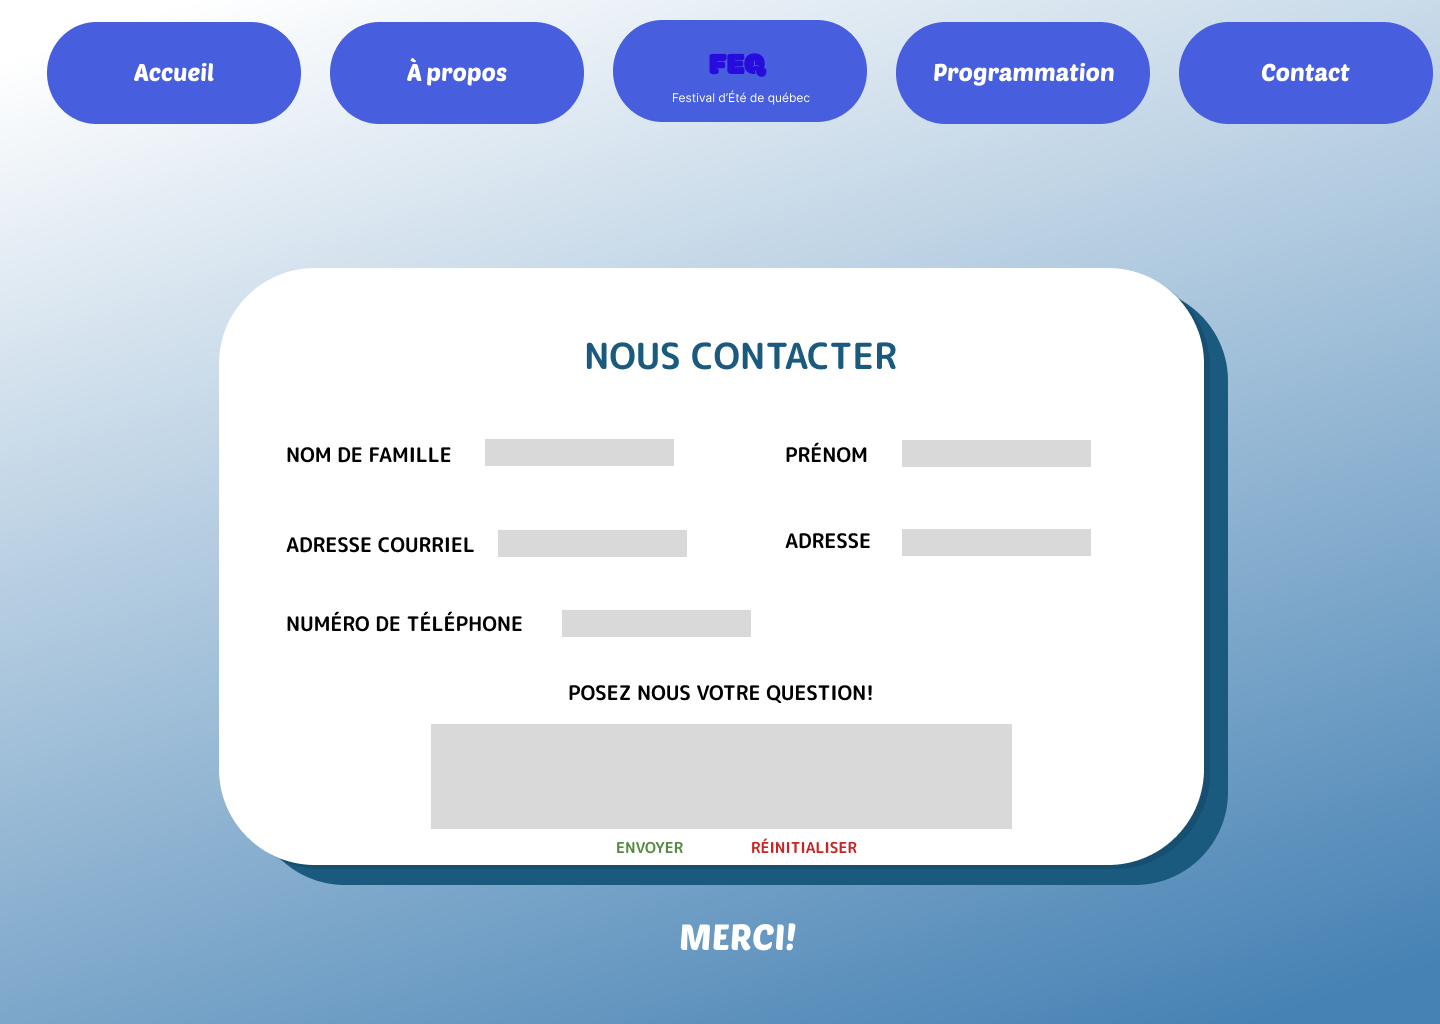 Accueil
À propos
FEQ
Festival d'Été de québec
Programmation
Contact
NOUS CONTACTER
NOM DE FAMILLE
PRÉNOM
ADRESSE COURRIEL
ADRESSE
NUMÉRO DE TÉLÉPHONE
POSEZ NOUS VOTRE QUESTION!
ENVOYER
RÉINITIALISER
MERCI!